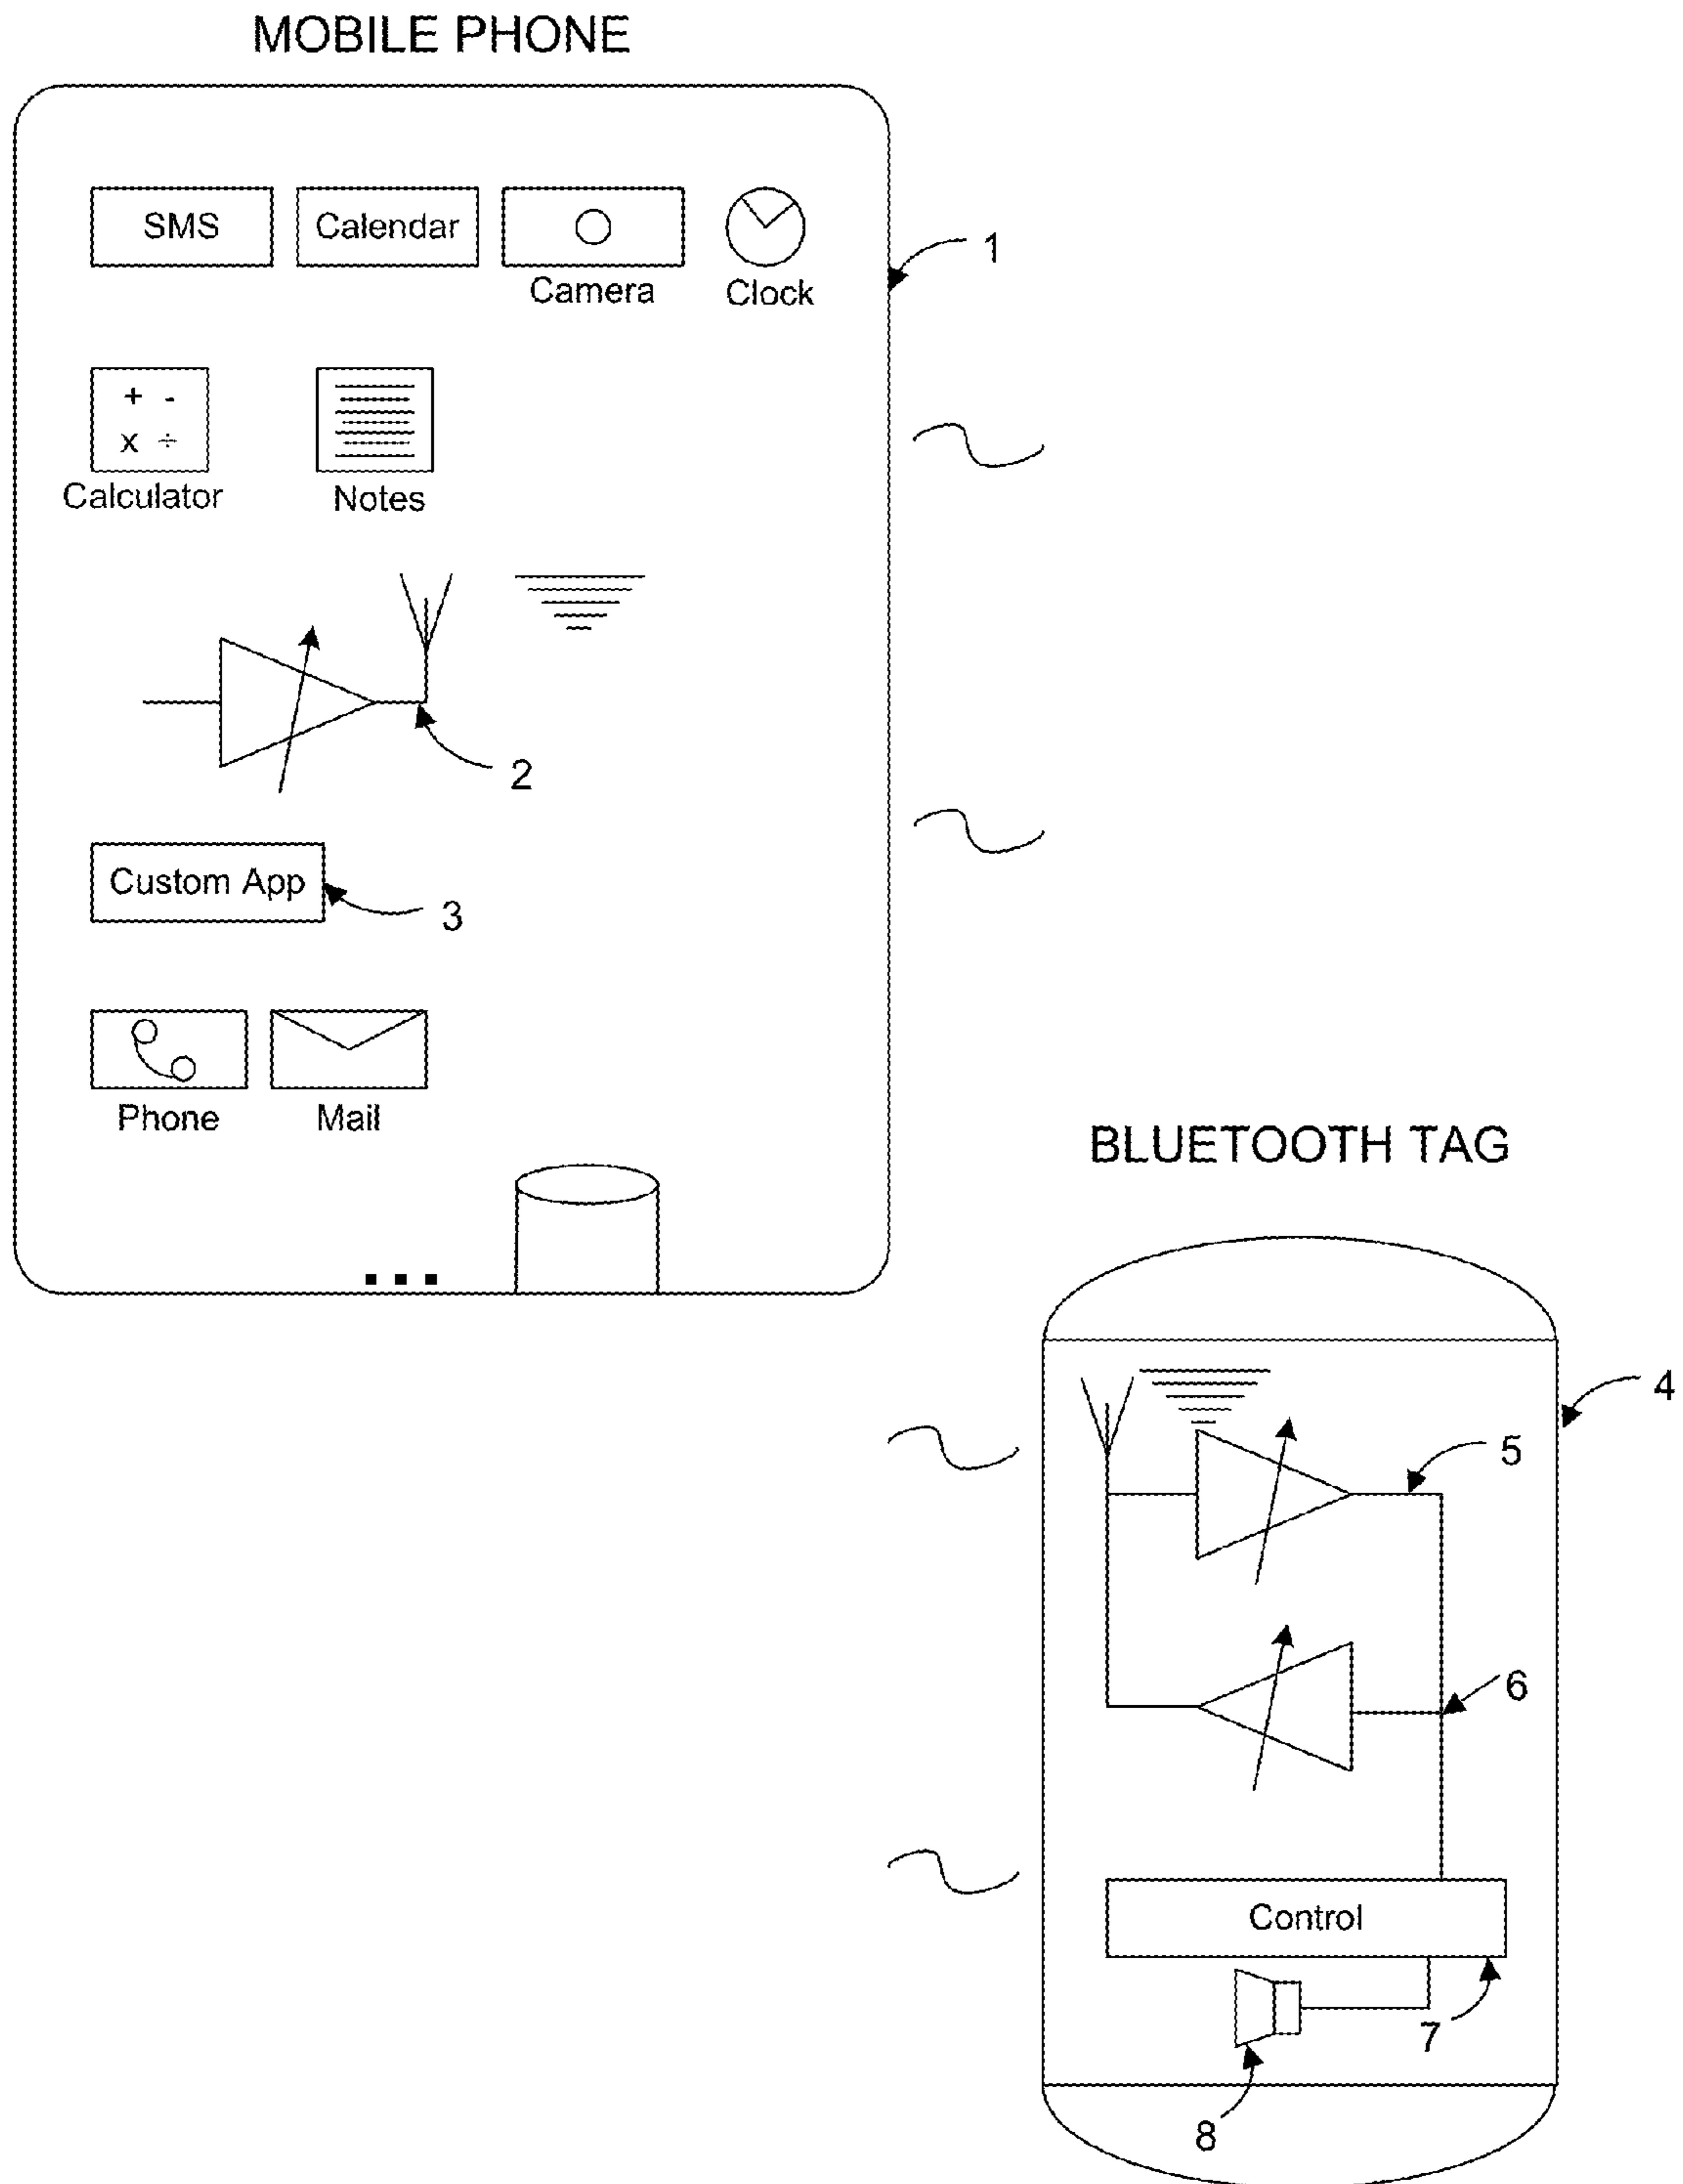 MOBILE PHONE
SMS
Calendar
Camera
Clock
1
+ -
x ÷
Calculator
Notes
2
Custom App
3
Phone
Mail
...
BLUETOOTH TAG
4
5
6
Control
7
8